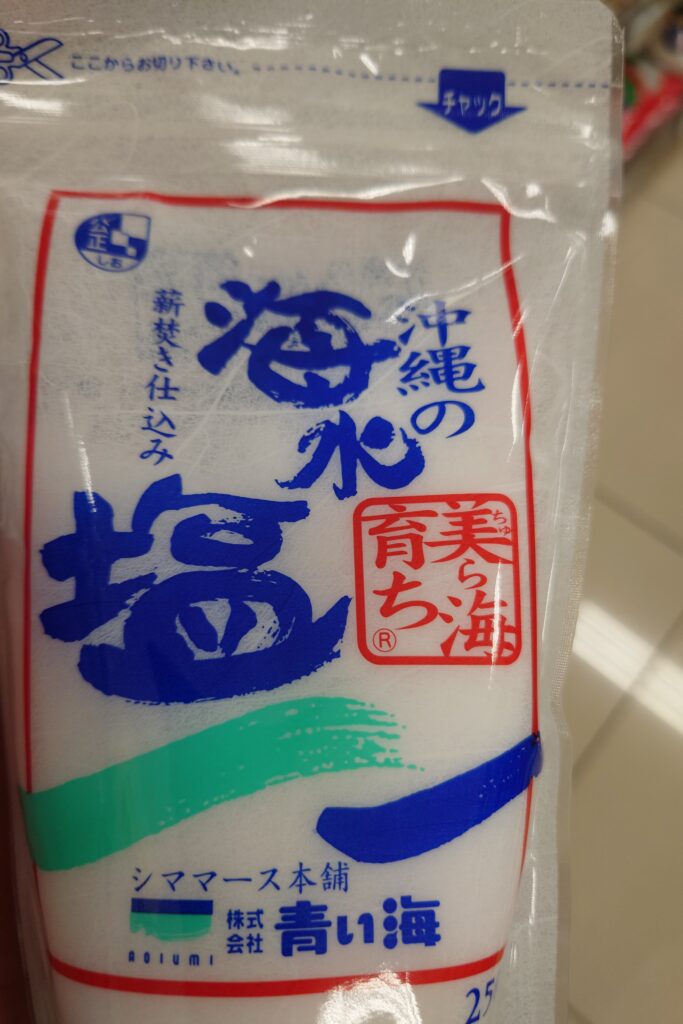 ここからお切り下さい。
チャック
公正
しお
沖縄の
海水
塩
薪焚き仕込み
美ら海
ちゅ
育ち
®
シママース本舗
AOIUMI
株式
会社
青い海
25